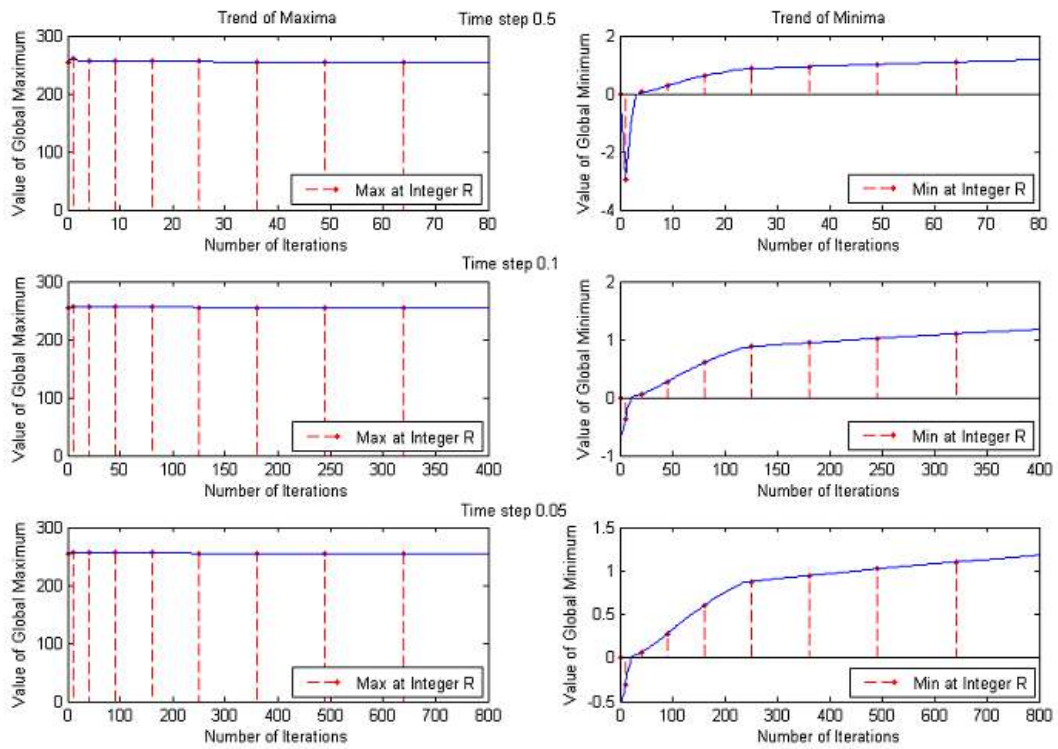 Trend of Maxima
Time step 0.5
Trend of Minima
Value of Global Maximum
300
200
100
0
Max at Integer R
0 10 20 30 40 50 60 70 80
Number of Iterations
Value of Global Minimum
2
0
-2
-4
Min at Integer R
0 10 20 30 40 50 60 70 80
Number of Iterations
Time step 0.1
Value of Global Maximum
300
200
100
0
Max at Integer R
0 50 100 150 200 250 300 350 400
Number of Iterations
Value of Global Minimum
2
1
0
-1
Min at Integer R
0 50 100 150 200 250 300 350 400
Number of Iterations
Time step 0.05
Value of Global Maximum
300
200
100
0
Max at Integer R
0 100 200 300 400 500 600 700 800
Number of Iterations
Value of Global Minimum
1.5
1
0.5
0
-0.5
Min at Integer R
0 100 200 300 400 500 600 700 800
Number of Iterations